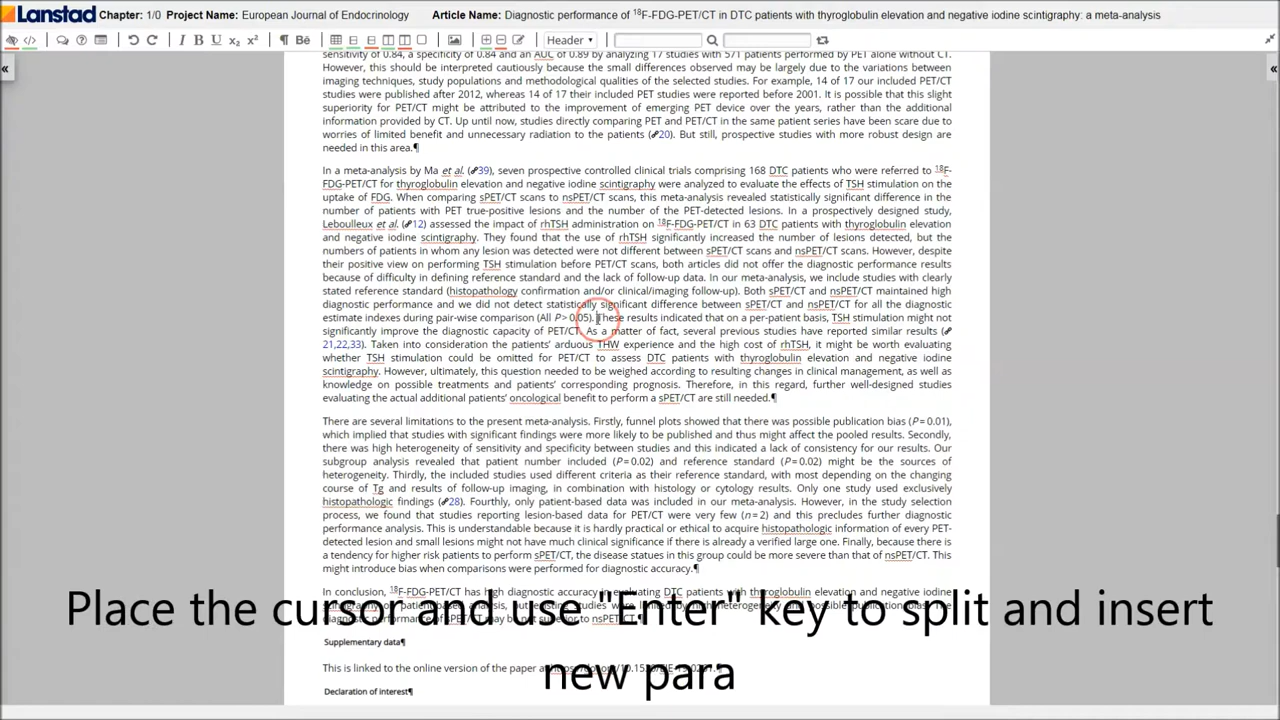 Lanstad Chapter: 1/0 Project Name: European Journal of Endocrinology Article Name: Diagnostic performance of 18F-FDG-PET/CT in DTC patients with thyroglobulin elevation and negative iodine scintigraphy: a meta-analysis
B I U x₂ x² ¶ Bē Header
sensitivity of 0.84, a specificity of 0.84 and an AUC of 0.89 by analyzing 17 studies with 571 patients performed by PET alone without CT.
However, this should be interpreted cautiously because the small differences observed may be largely due to the variations between
imaging techniques, study populations and methodological qualities of the selected studies. For example, 14 of 17 our included PET/CT
studies were published after 2012, whereas 14 of 17 their included PET studies were reported before 2001. It is possible that this slight
superiority for PET/CT might be attributed to the improvement of emerging PET device over the years, rather than the additional
information provided by CT. Up until now, studies directly comparing PET and PET/CT in the same patient series have been scare due to
worries of limited benefit and unnecessary radiation to the patients (20). But still, prospective studies with more robust design are
needed in this area.¶
In a meta-analysis by Ma et al. (39), seven prospective controlled clinical trials comprising 168 DTC patients who were referred to 18F-
FDG-PET/CT for thyroglobulin elevation and negative iodine scintigraphy were analyzed to evaluate the effects of TSH stimulation on the
uptake of FDG. When comparing sPET/CT scans to nsPET/CT scans, this meta-analysis revealed statistically significant difference in the
number of patients with PET true-positive lesions and the number of the PET-detected lesions. In a prospectively designed study,
Leboulleux et al. (12) assessed the impact of rhTSH administration on 18F-FDG-PET/CT in 63 DTC patients with thyroglobulin elevation
and negative iodine scintigraphy. They found that the use of rhTSH significantly increased the number of lesions detected, but the
numbers of patients in whom any lesion was detected were not different between sPET/CT and nsPET/CT scans. However, despite
their positive view on performing TSH stimulation before PET/CT scans, both articles did not offer the diagnostic performance results
because of difficulty in defining reference standard and the lack of follow-up data. In our meta-analysis, we include studies with clearly
stated reference standard (histopathology confirmation and/or clinical/imaging follow-up). Both sPET/CT and nsPET/CT maintained high
diagnostic performance and we did not detect statistically significant difference between sPET/CT and nsPET/CT for all the diagnostic
estimate indexes during pair-wise comparison (All P> 0.05). These results indicated that on a per-patient basis, TSH stimulation might not
significantly improve the diagnostic capacity of PET/CT. As a matter of fact, several previous studies have reported similar results (
21,22,33). Taken into consideration the patients' arduous THW experience and the high cost of rhTSH, it might be worth evaluating
whether TSH stimulation could be omitted for PET/CT to assess DTC patients with thyroglobulin elevation and negative iodine
scintigraphy. However, ultimately, this question needed to be weighed according to resulting changes in clinical management, as well as
knowledge on possible treatments and patients' corresponding prognosis. Therefore, in this regard, further well-designed studies
evaluating the actual additional patients' oncological benefit to perform a sPET/CT are still needed.¶
There are several limitations to the present meta-analysis. Firstly, funnel plots showed that there was possible publication bias (P = 0.01),
which implied that studies with significant findings were more likely to be published and thus might affect the pooled results. Secondly,
there was high heterogeneity of sensitivity and specificity between studies and this indicated a lack of consistency for our results. Our
subgroup analysis revealed that patient number included (P = 0.02) and reference standard (P = 0.02) might be the sources of
heterogeneity. Thirdly, the included studies used different criteria as their reference standard, with most depending on the changing
course of Tg and results of follow-up imaging, in combination with histology or cytology results. Only one study used exclusively
histopathologic findings (28). Fourthly, only patient-based data was included in our meta-analysis. However, in the study selection
process, we found that studies reporting lesion-based data for PET/CT were very few (n = 2) and this precludes further diagnostic
performance analysis. This is understandable because it is hardly practical or ethical to acquire histopathologic information of every PET-
detected lesion and small lesions might not have much clinical significance if there is already a verified large one. Finally, because there is
a tendency for higher risk patients to perform sPET/CT, the disease statues in this group could be more severe than that of nsPET/CT. This
might introduce bias when comparisons were performed for diagnostic accuracy.¶
In conclusion, 18F-FDG-PET/CT has high diagnostic accuracy in evaluating DTC patients with thyroglobulin elevation and negative iodine
Place the cursor and use "Enter" key to split and insert
new para
Supplementary data¶
This is linked to the online version of the paper at
Declaration of interest¶